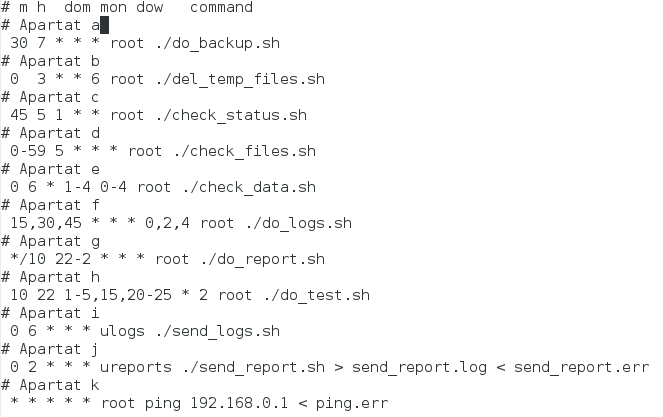 # m h  dom mon dow   command
# Apartat a
 30 7 * * * root ./do_backup.sh
# Apartat b
 0  3 * * 6 root ./del_temp_files.sh
# Apartat c
 45 5 1 * * root ./check_status.sh
# Apartat d
 0-59 5 * * * root ./check_files.sh
# Apartat e
 0 6 * 1-4 0-4 root ./check_data.sh
# Apartat f
 15,30,45 * * * 0,2,4 root ./do_logs.sh
# Apartat g
 */10 22-2 * * * root ./do_report.sh
# Apartat h
 10 22 1-5,15,20-25 * 2 root ./do_test.sh
# Apartat i
 0 6 * * * ulogs ./send_logs.sh
# Apartat j
 0 2 * * * ureports ./send_report.sh > send_report.log < send_report.err
# Apartat k
 * * * * * root ping 192.168.0.1 < ping.err